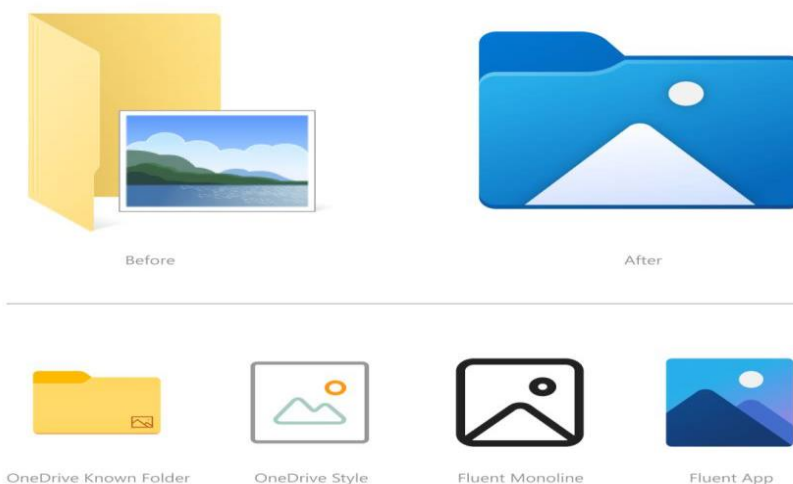 Before
After
OneDrive Known Folder
OneDrive Style
Fluent Monoline
Fluent App